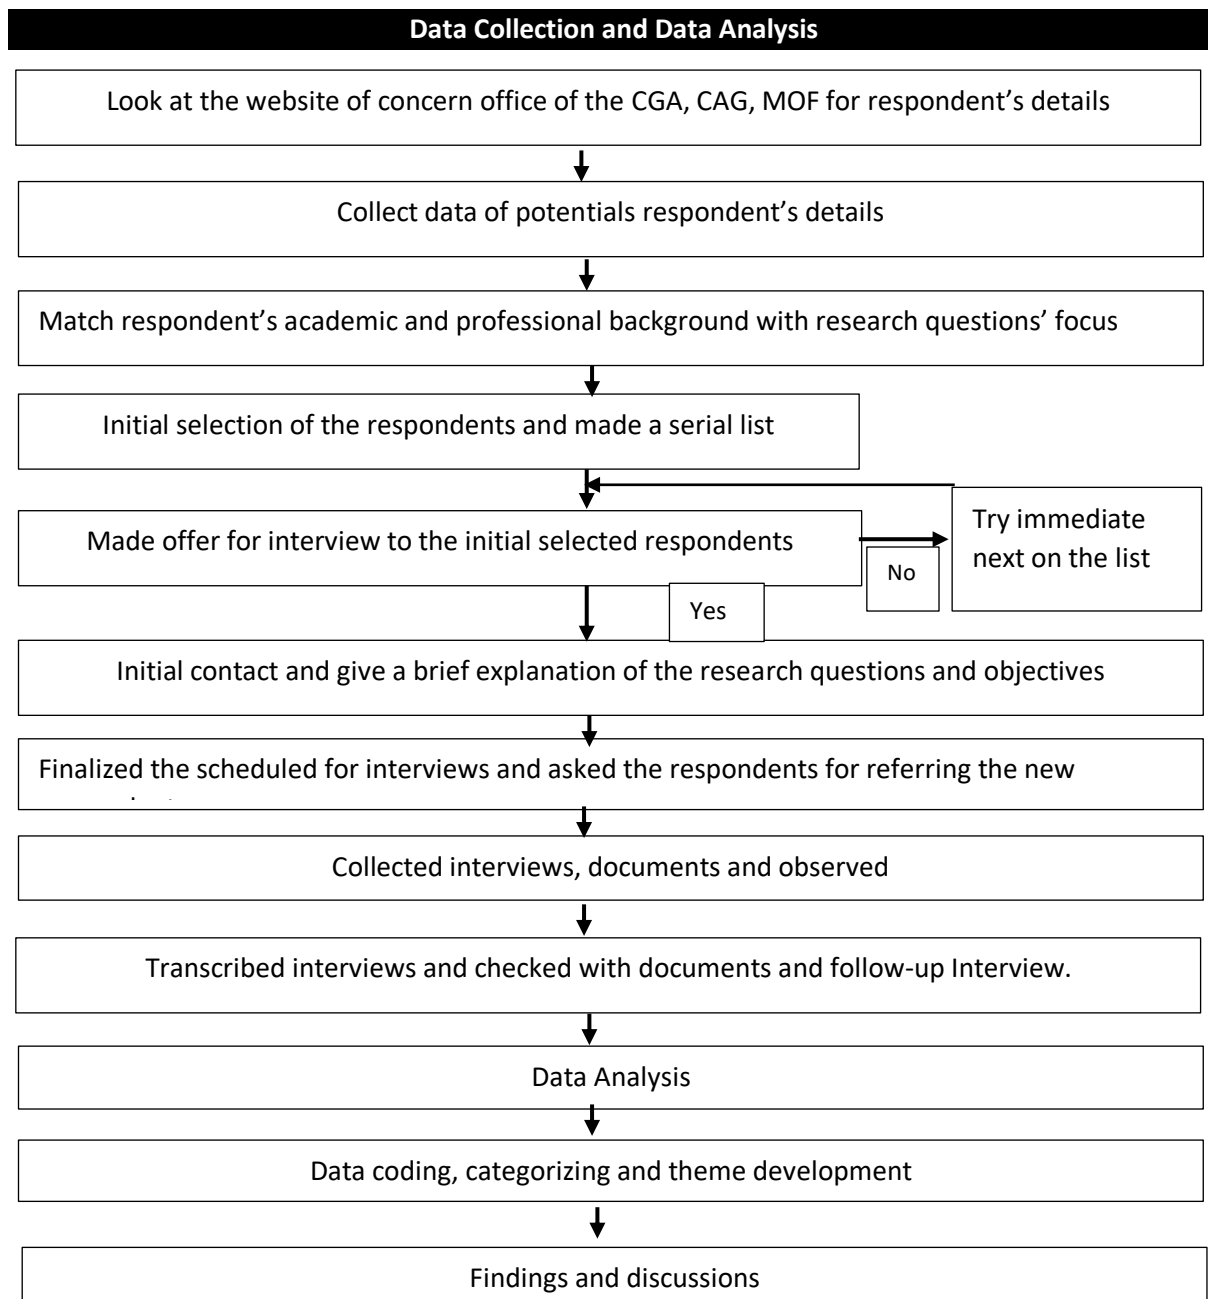 Data Collection and Data Analysis
Look at the website of concern office of the CGA, CAG, MOF for respondent’s details
Collect data of potentials respondent’s details
Match respondent’s academic and professional background with research questions’ focus
Initial selection of the respondents and made a serial list
Made offer for interview to the initial selected respondents
No
Try immediate
next on the list
Yes
Initial contact and give a brief explanation of the research questions and objectives
Finalized the scheduled for interviews and asked the respondents for referring the new
Collected interviews, documents and observed
Transcribed interviews and checked with documents and follow-up Interview.
Data Analysis
Data coding, categorizing and theme development
Findings and discussions